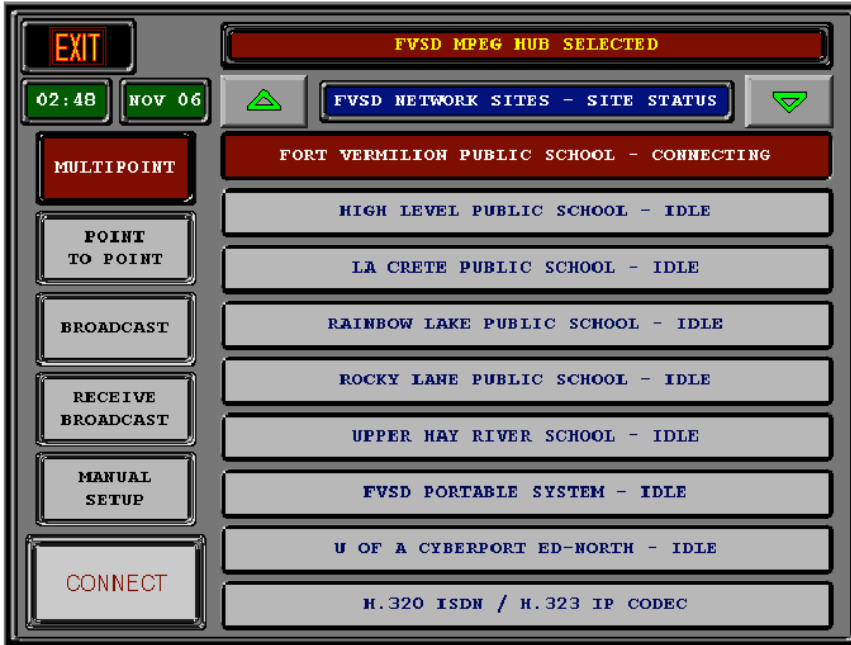 EXIT
FVSD MPEG HUB SELECTED
02:48
NOV 06
FVSD NETWORK SITES - SITE STATUS
MULTIPOINT
FORT VERMILION PUBLIC SCHOOL - CONNECTING
HIGH LEVEL PUBLIC SCHOOL - IDLE
POINT
TO POINT
LA CRETE PUBLIC SCHOOL - IDLE
BROADCAST
RAINBOW LAKE PUBLIC SCHOOL - IDLE
ROCKY LANE PUBLIC SCHOOL - IDLE
RECEIVE
BROADCAST
UPPER HAY RIVER SCHOOL - IDLE
MANUAL
SETUP
FVSD PORTABLE SYSTEM - IDLE
U OF A CYBERPORT ED-NORTH - IDLE
CONNECT
H.320 ISDN / H.323 IP CODEC